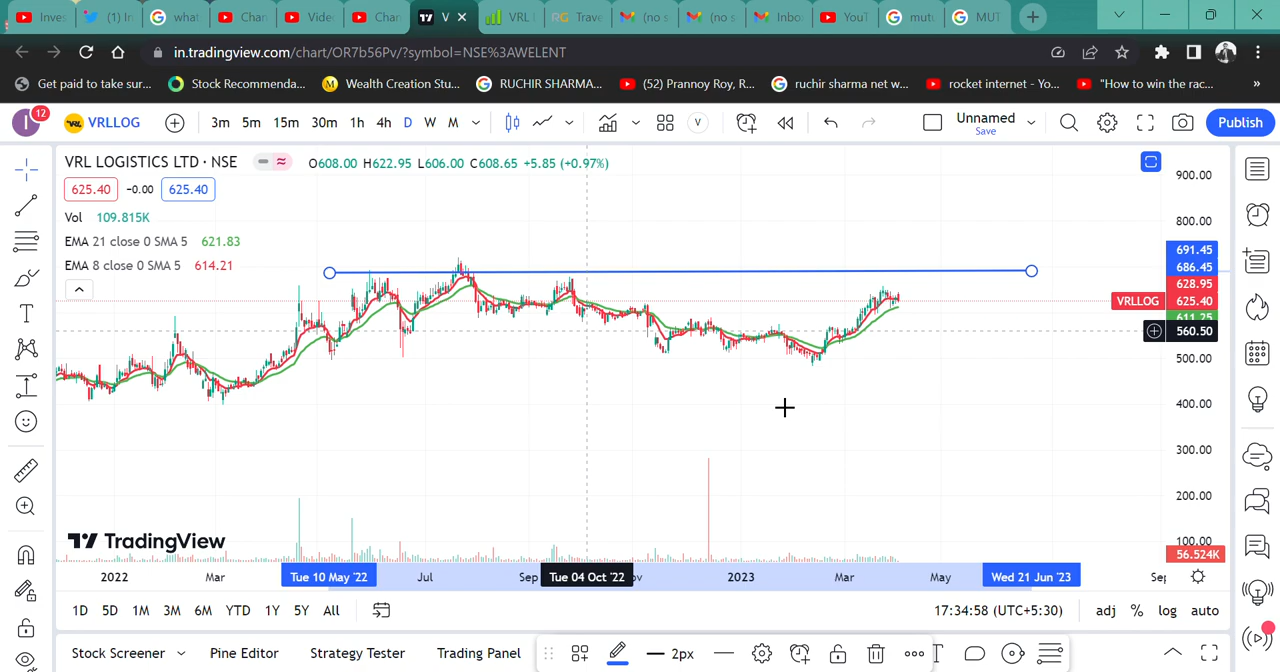 Inves
(1) In
what
Chan
Vide
Chan
V
VRL
Trave
(no s
(no s
Inbo
YouT
mutu
MUT
in.tradingview.com/chart/OR7b56Pv/?symbol=NSE%3AWELENT
Get paid to take sur...
Stock Recommenda...
Wealth Creation Stu...
RUCHIR SHARMA...
(52) Prannoy Roy, R...
ruchir sharma net w...
rocket internet - Yo...
"How to win the rac...
»
I 12 VRLLOG 3m 5m 15m 30m 1h 4h D W M V Unnamed Save Publish
VRL LOGISTICS LTD · NSE O608.00 H622.95 L606.00 C608.65 +5.85 (+0.97%)
625.40 -0.00 625.40
Vol 109.815K
EMA 21 close 0 SMA 5 621.83
EMA 8 close 0 SMA 5 614.21
900.00
800.00
691.45
686.45
628.95
VRLLOG 625.40
611.25
560.50
500.00
400.00
300.00
200.00
100.00
56.524K
TradingView
2022 Mar Tue 10 May '22 Jul Sep Tue 04 Oct '22 2023 Mar May Wed 21 Jun '23
1D 5D 1M 3M 6M YTD 1Y 5Y All 17:34:58 (UTC+5:30) adj % log auto
Stock Screener Pine Editor Strategy Tester Trading Panel 2px